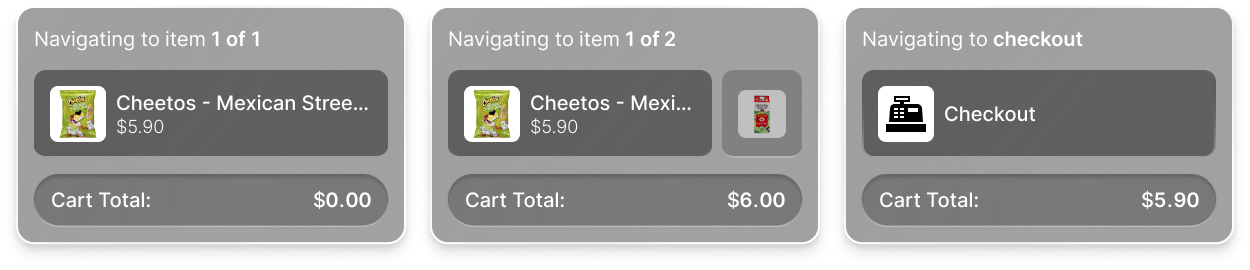 Navigating to item 1 of 1
Cheetos - Mexican Stree...
$5.90
Cart Total: $0.00
Navigating to item 1 of 2
Cheetos - Mexi...
$5.90
Cart Total: $6.00
Navigating to checkout
Checkout
Cart Total: $5.90